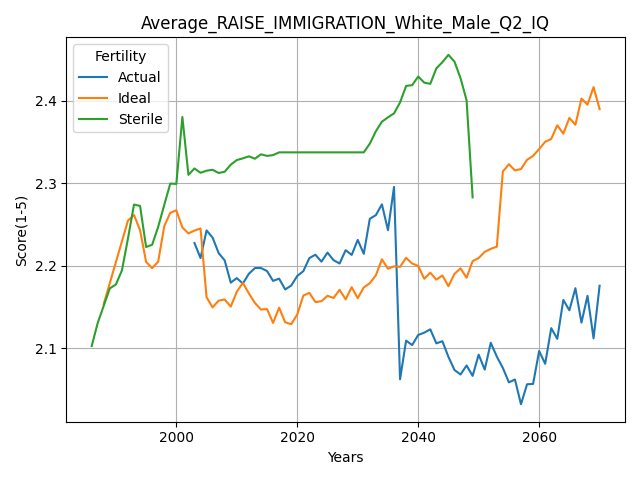 Average_RAISE_IMMIGRATION_White_Male_Q2_IQ
Fertility
Actual
Ideal
Sterile
Score(1-5)
2.4
2.3
2.2
2.1
2000
2020
2040
2060
Years